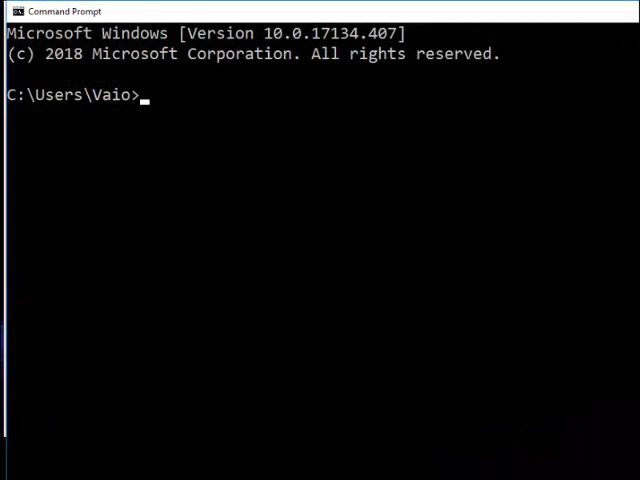 Command Prompt
Microsoft Windows [Version 10.0.17134.407]
(c) 2018 Microsoft Corporation. All rights reserved.
C:\Users\Vaio>